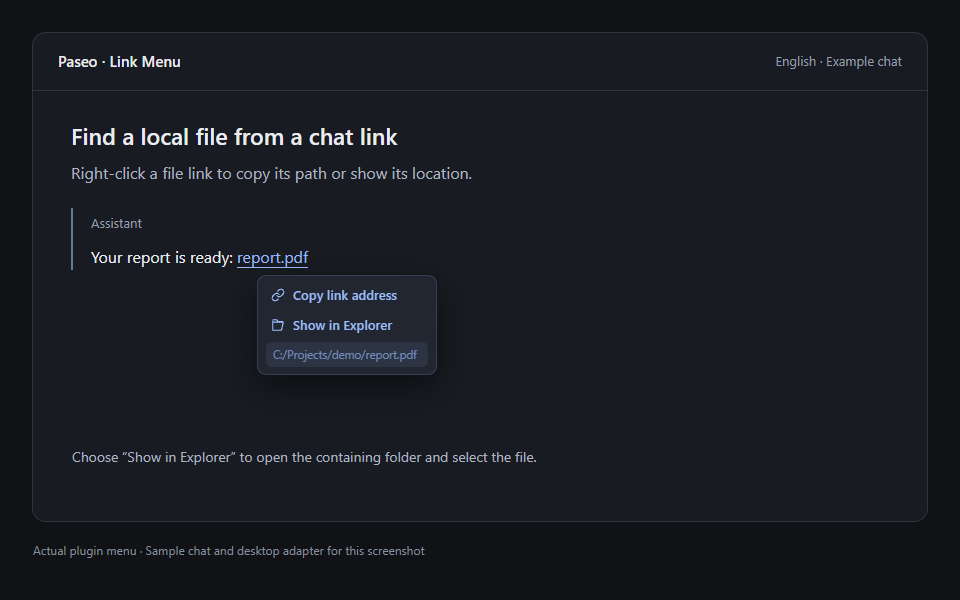 Paseo · Link Menu
English · Example chat
Find a local file from a chat link
Right-click a file link to copy its path or show its location.
Assistant
Your report is ready: report.pdf
Copy link address
Show in Explorer
C:/Projects/demo/report.pdf
Choose “Show in Explorer” to open the containing folder and select the file.
Actual plugin menu · Sample chat and desktop adapter for this screenshot